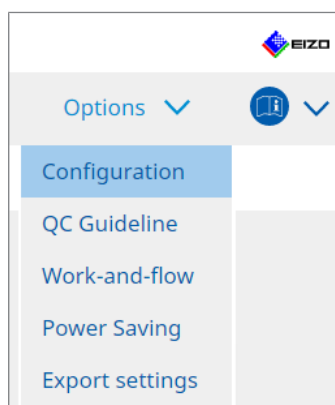 EIZO
Options
Configuration
QC Guideline
Work-and-flow
Power Saving
Export settings